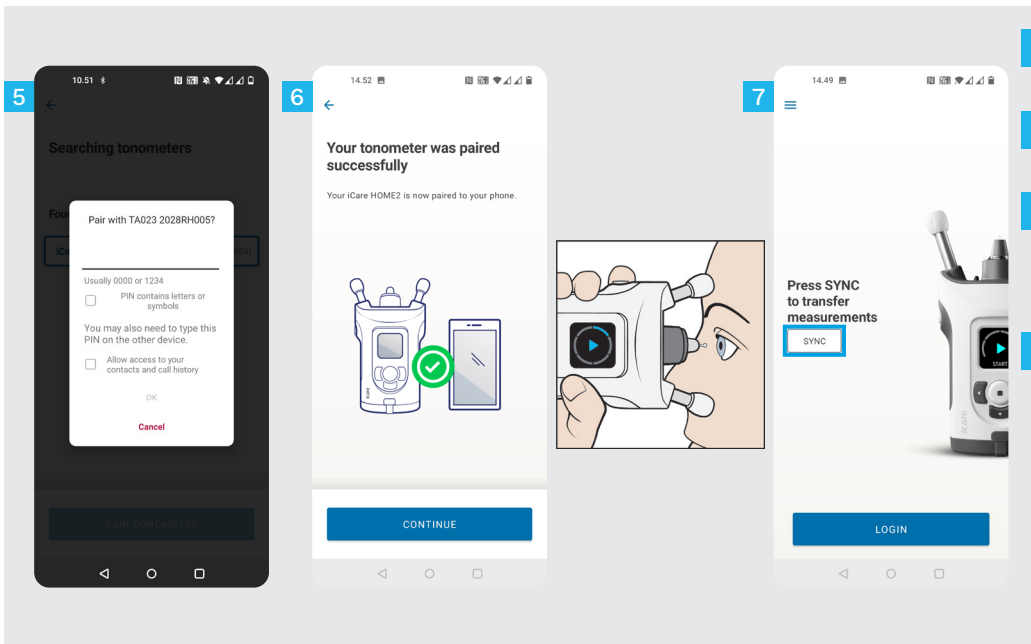 5
10.51
Searching tonometers
Pair with TA023 2028RH005?
Usually 0000 or 1234
PIN contains letters or
symbols
You may also need to type this
PIN on the other device.
Allow access to your
contacts and call history
OK
Cancel
PAIR TONOMETER
6
14.52
Your tonometer was paired
successfully
Your iCare HOME2 is now paired to your phone.
icare
CONTINUE
7
14.49
Press SYNC
to transfer
measurements
SYNC
START
icare
LOGIN